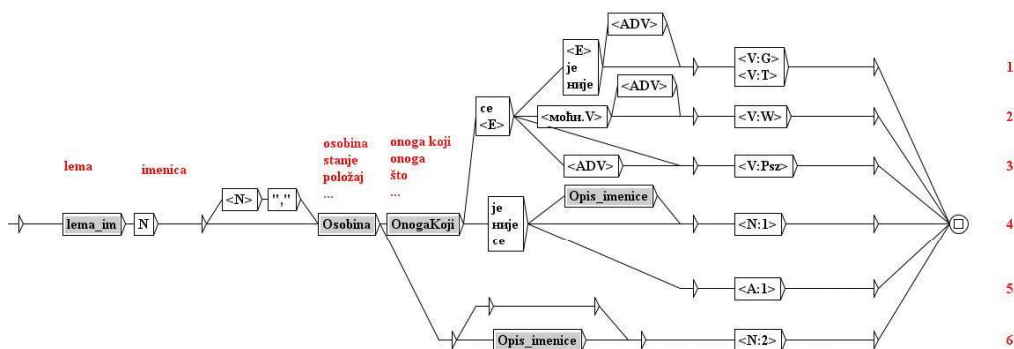 <ADV>
<E>
је
није
<V:G>
<V:T>
1
<ADV>
се
<E>
<моћи.V>
<V:W>
2
lema
imenica
osobina
stanje
položaj
...
onoga koji
onoga
što
...
<ADV>
<V:Psz>
3
<N>
","
Opis_imenice
lema_im
N
Osobina
OnogaKoji
је
није
се
<N:1>
4
<A:1>
5
Opis_imenice
<N:2>
6